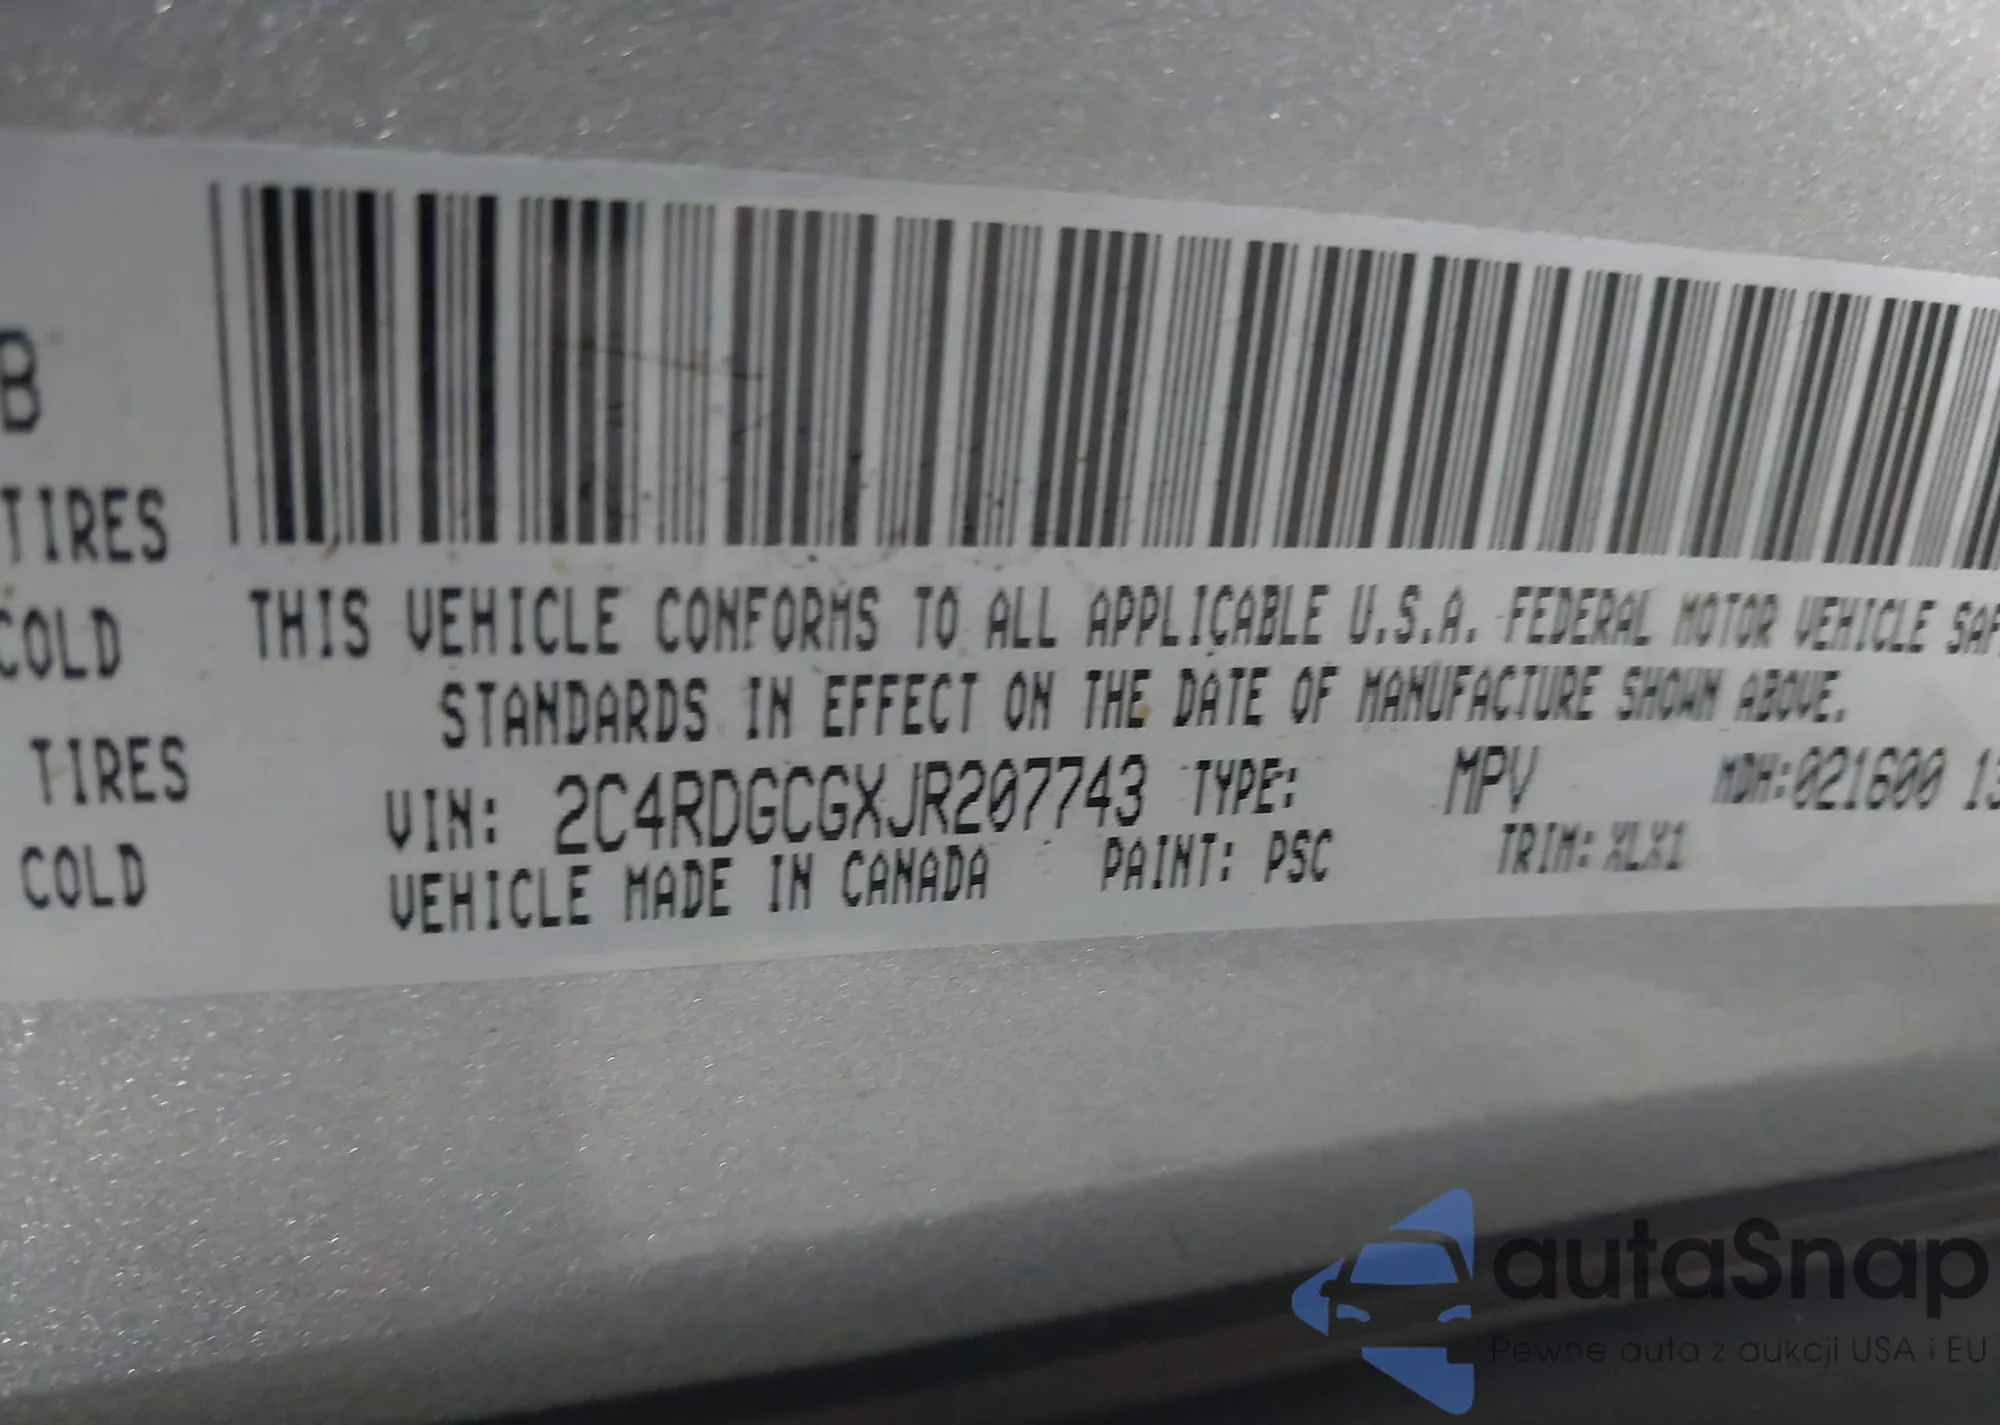 B
TIRES
COLD
TIRES
COLD
THIS VEHICLE CONFORMS TO ALL APPLICABLE U.S.A. FEDERAL MOTOR VEHICLE SAF
STANDARDS IN EFFECT ON THE DATE OF MANUFACTURE SHOWN ABOVE.
VIN: 2C4RDGCGXJR207743 TYPE: MPV MDH:021600 13
VEHICLE MADE IN CANADA PAINT: PSC TRIM: XLX1
autaSnap
Pewne auta z aukcji USA i EU